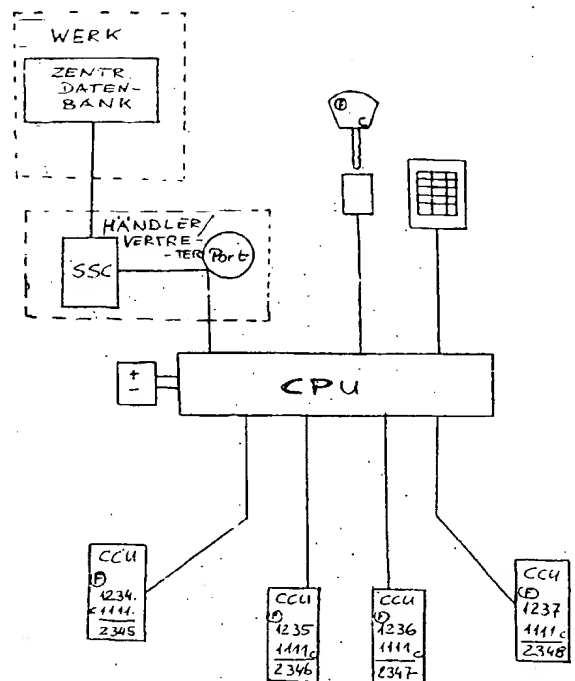 WERK
ZENTR.
DATEN-
BANK
HÄNDLER/
VERTRE-
-TER
SSC
Port
F
C
+
-
CPU
CCU
F
1234
c1111
2345
CCU
F
1235
1111c
2346
CCU
F
1236
1111c
2347
CCU
F
1237
1111c
2348